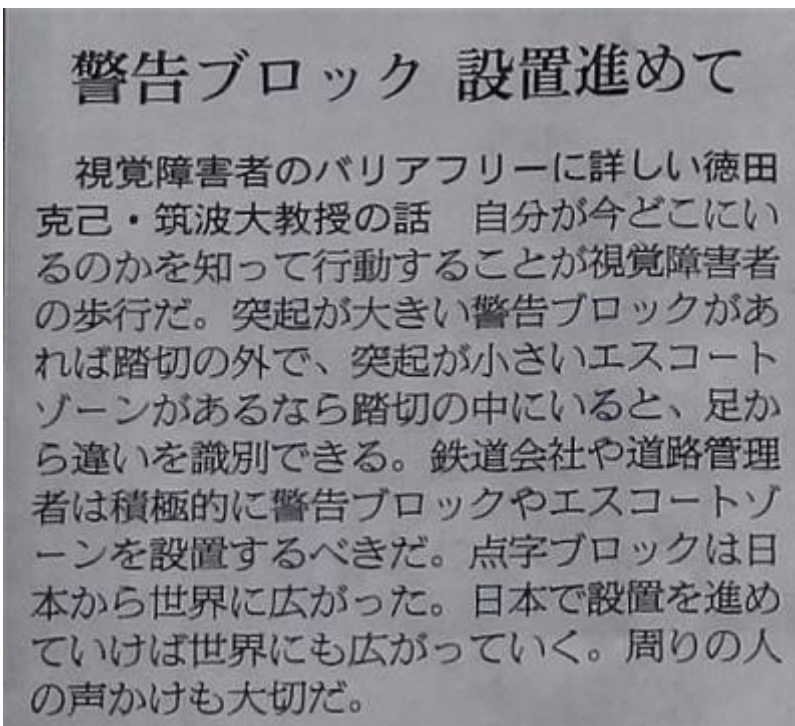 警告ブロック 設置進めて
視覚障害者のバリアフリーに詳しい徳田
克己・筑波大教授の話　自分が今どこにい
るのかを知って行動することが視覚障害者
の歩行だ。突起が大きい警告ブロックがあ
れば踏切の外で、突起が小さいエスコート
ゾーンがあるなら踏切の中にいると、足か
ら違いを識別できる。鉄道会社や道路管理
者は積極的に警告ブロックやエスコートゾ
ーンを設置するべきだ。点字ブロックは日
本から世界に広がった。日本で設置を進め
ていけば世界にも広がっていく。周りの人
の声かけも大切だ。